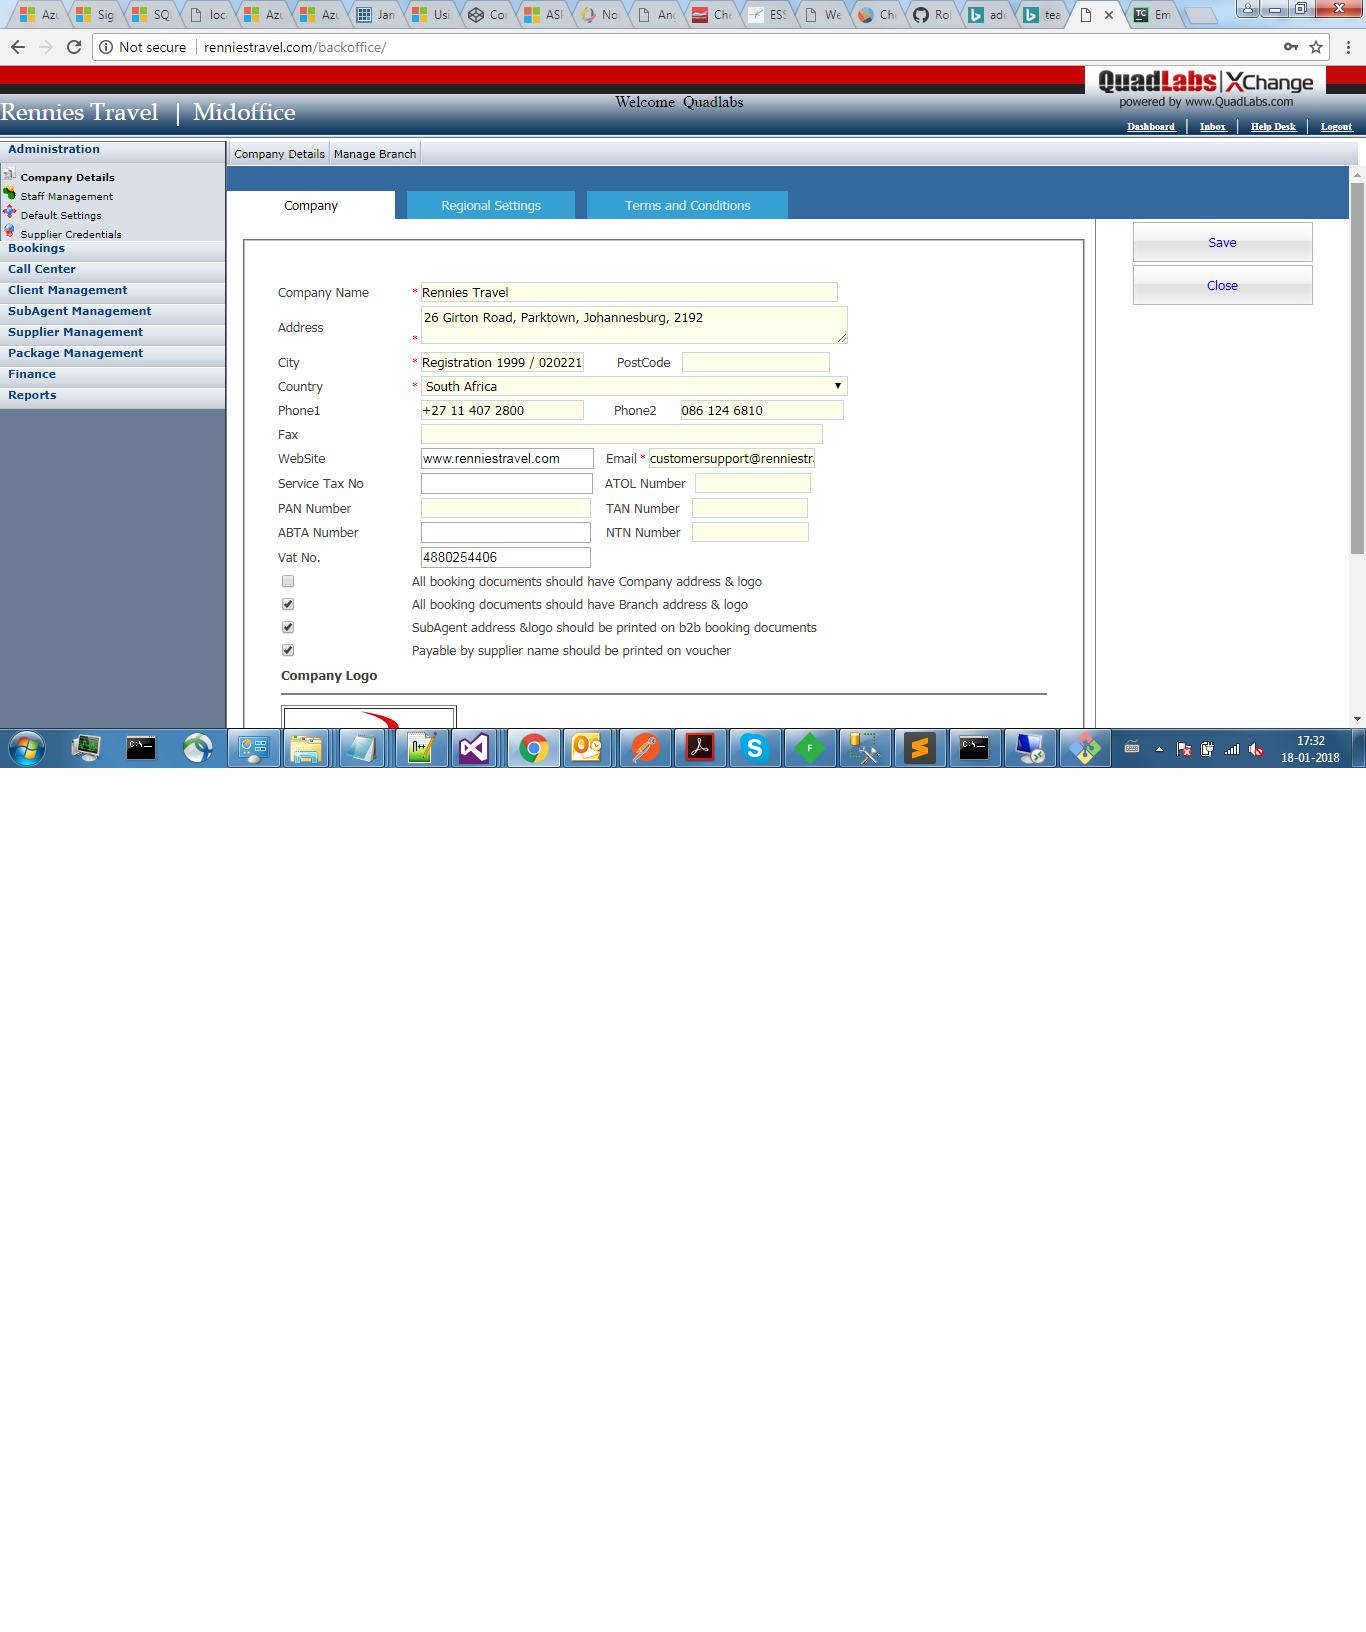 Azu Sig SQ loc Azu Azu Jan Usi Co ASP No Ang Che ESS We Che Rol add tea Em
Not secure renniestravel.com/backoffice/
QuadLabs|XChange
powered by www.QuadLabs.com
Rennies Travel | Midoffice
Welcome Quadlabs
Dashboard Inbox Help Desk Logout
Administration
Company Details
Staff Management
Default Settings
Supplier Credentials
Bookings
Call Center
Client Management
SubAgent Management
Supplier Management
Package Management
Finance
Reports
Company Details Manage Branch
Company Regional Settings Terms and Conditions
Save
Close
Company Name * Rennies Travel
Address * 26 Girton Road, Parktown, Johannesburg, 2192
City * Registration 1999 / 020221 PostCode
Country * South Africa
Phone1 +27 11 407 2800 Phone2 086 124 6810
Fax
WebSite www.renniestravel.com Email * customersupport@renniestr
Service Tax No ATOL Number
PAN Number TAN Number
ABTA Number NTN Number
Vat No. 4880254406
All booking documents should have Company address & logo
All booking documents should have Branch address & logo
SubAgent address &logo should be printed on b2b booking documents
Payable by supplier name should be printed on voucher
Company Logo
17:32
18-01-2018